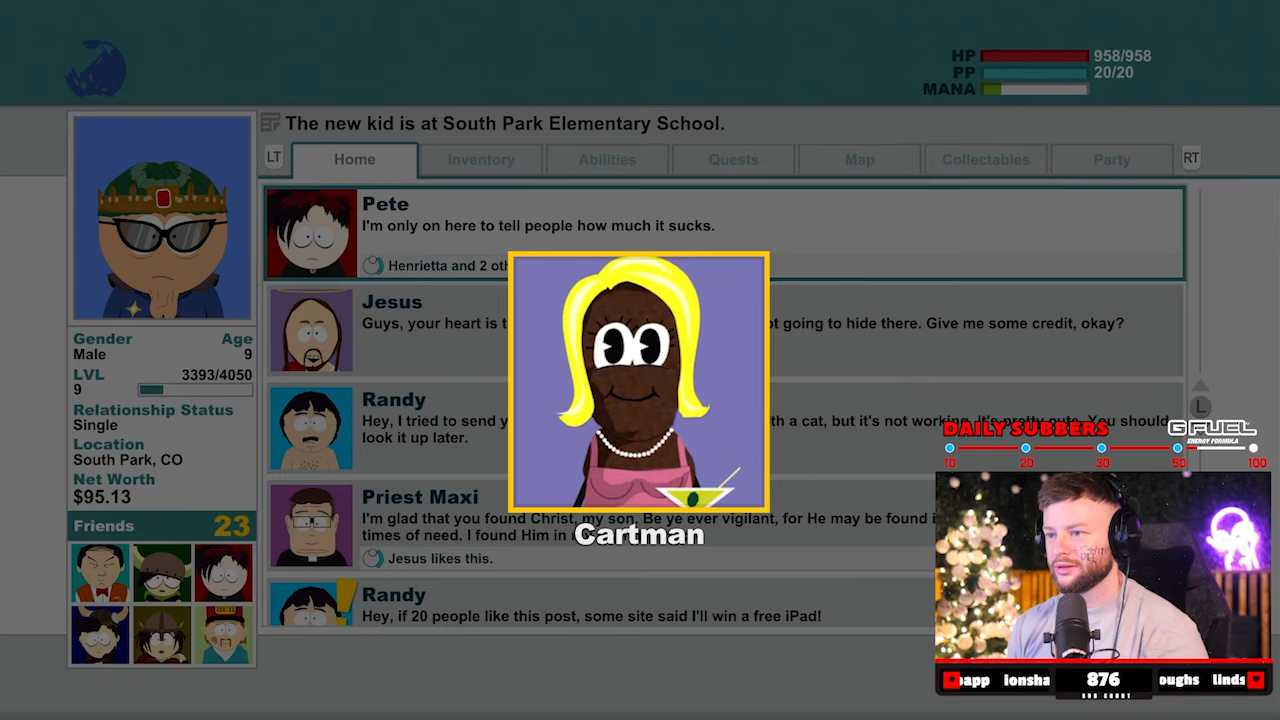 HP 958/958
PP 20/20
MANA
The new kid is at South Park Elementary School.
LT Home Inventory Abilities Quests Map Collectables Party RT
Pete
I'm only on here to tell people how much it sucks.
Henrietta and 2 oth
Jesus
Guys, your heart is t
ot going to hide there. Give me some credit, okay?
Randy
Hey, I tried to send y
th a cat, but it's not working. It's pretty cute. You should
look it up later.
Priest Maxi
I'm glad that you found Christ, my son. Be ye ever vigilant, for He may be found i
times of need. I found Him in
Jesus likes this.
Randy
Hey, if 20 people like this post, some site said I'll win a free iPad!
Cartman
Gender Age
Male 9
LVL 3393/4050
9
Relationship Status
Single
Location
South Park, CO
Net Worth
$95.13
Friends 23
L
DAILY SUBBERS
G FUEL
ENERGY FORMULA
10 20 30 50 100
papp ionsha 876 oughs linds
SUB COUNT